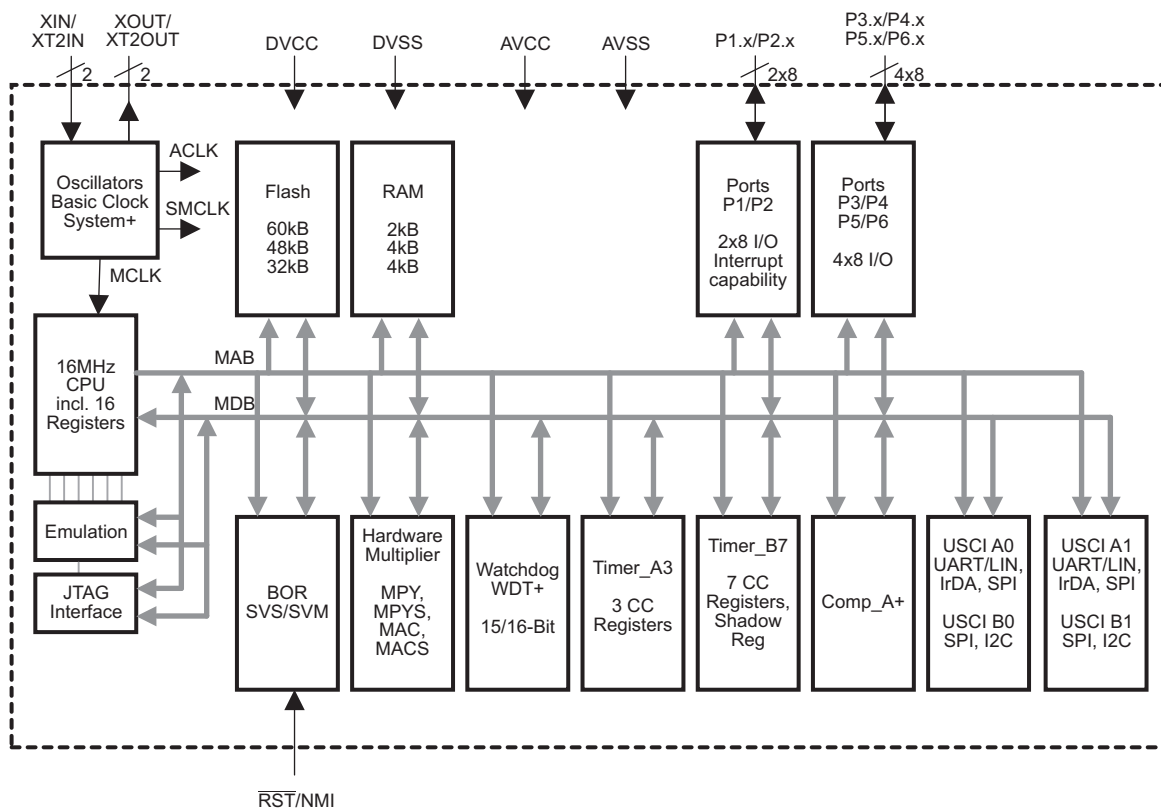 XIN/
XT2IN
XOUT/
XT2OUT
DVCC
DVSS
AVCC
AVSS
P1.x/P2.x
P3.x/P4.x
P5.x/P6.x
2
2
2x8
4x8
Oscillators
Basic Clock
System+
ACLK
SMCLK
MCLK
Flash
60kB
48kB
32kB
RAM
2kB
4kB
4kB
Ports
P1/P2
2x8 I/O
Interrupt
capability
Ports
P3/P4
P5/P6
4x8 I/O
16MHz
CPU
incl. 16
Registers
MAB
MDB
Emulation
JTAG
Interface
BOR
SVS/SVM
Hardware
Multiplier
MPY,
MPYS,
MAC,
MACS
Watchdog
WDT+
15/16-Bit
Timer_A3
3 CC
Registers
Timer_B7
7 CC
Registers,
Shadow
Reg
Comp_A+
USCI A0
UART/LIN,
IrDA, SPI
USCI B0
SPI, I2C
USCI A1
UART/LIN,
IrDA, SPI
USCI B1
SPI, I2C
RST/NMI